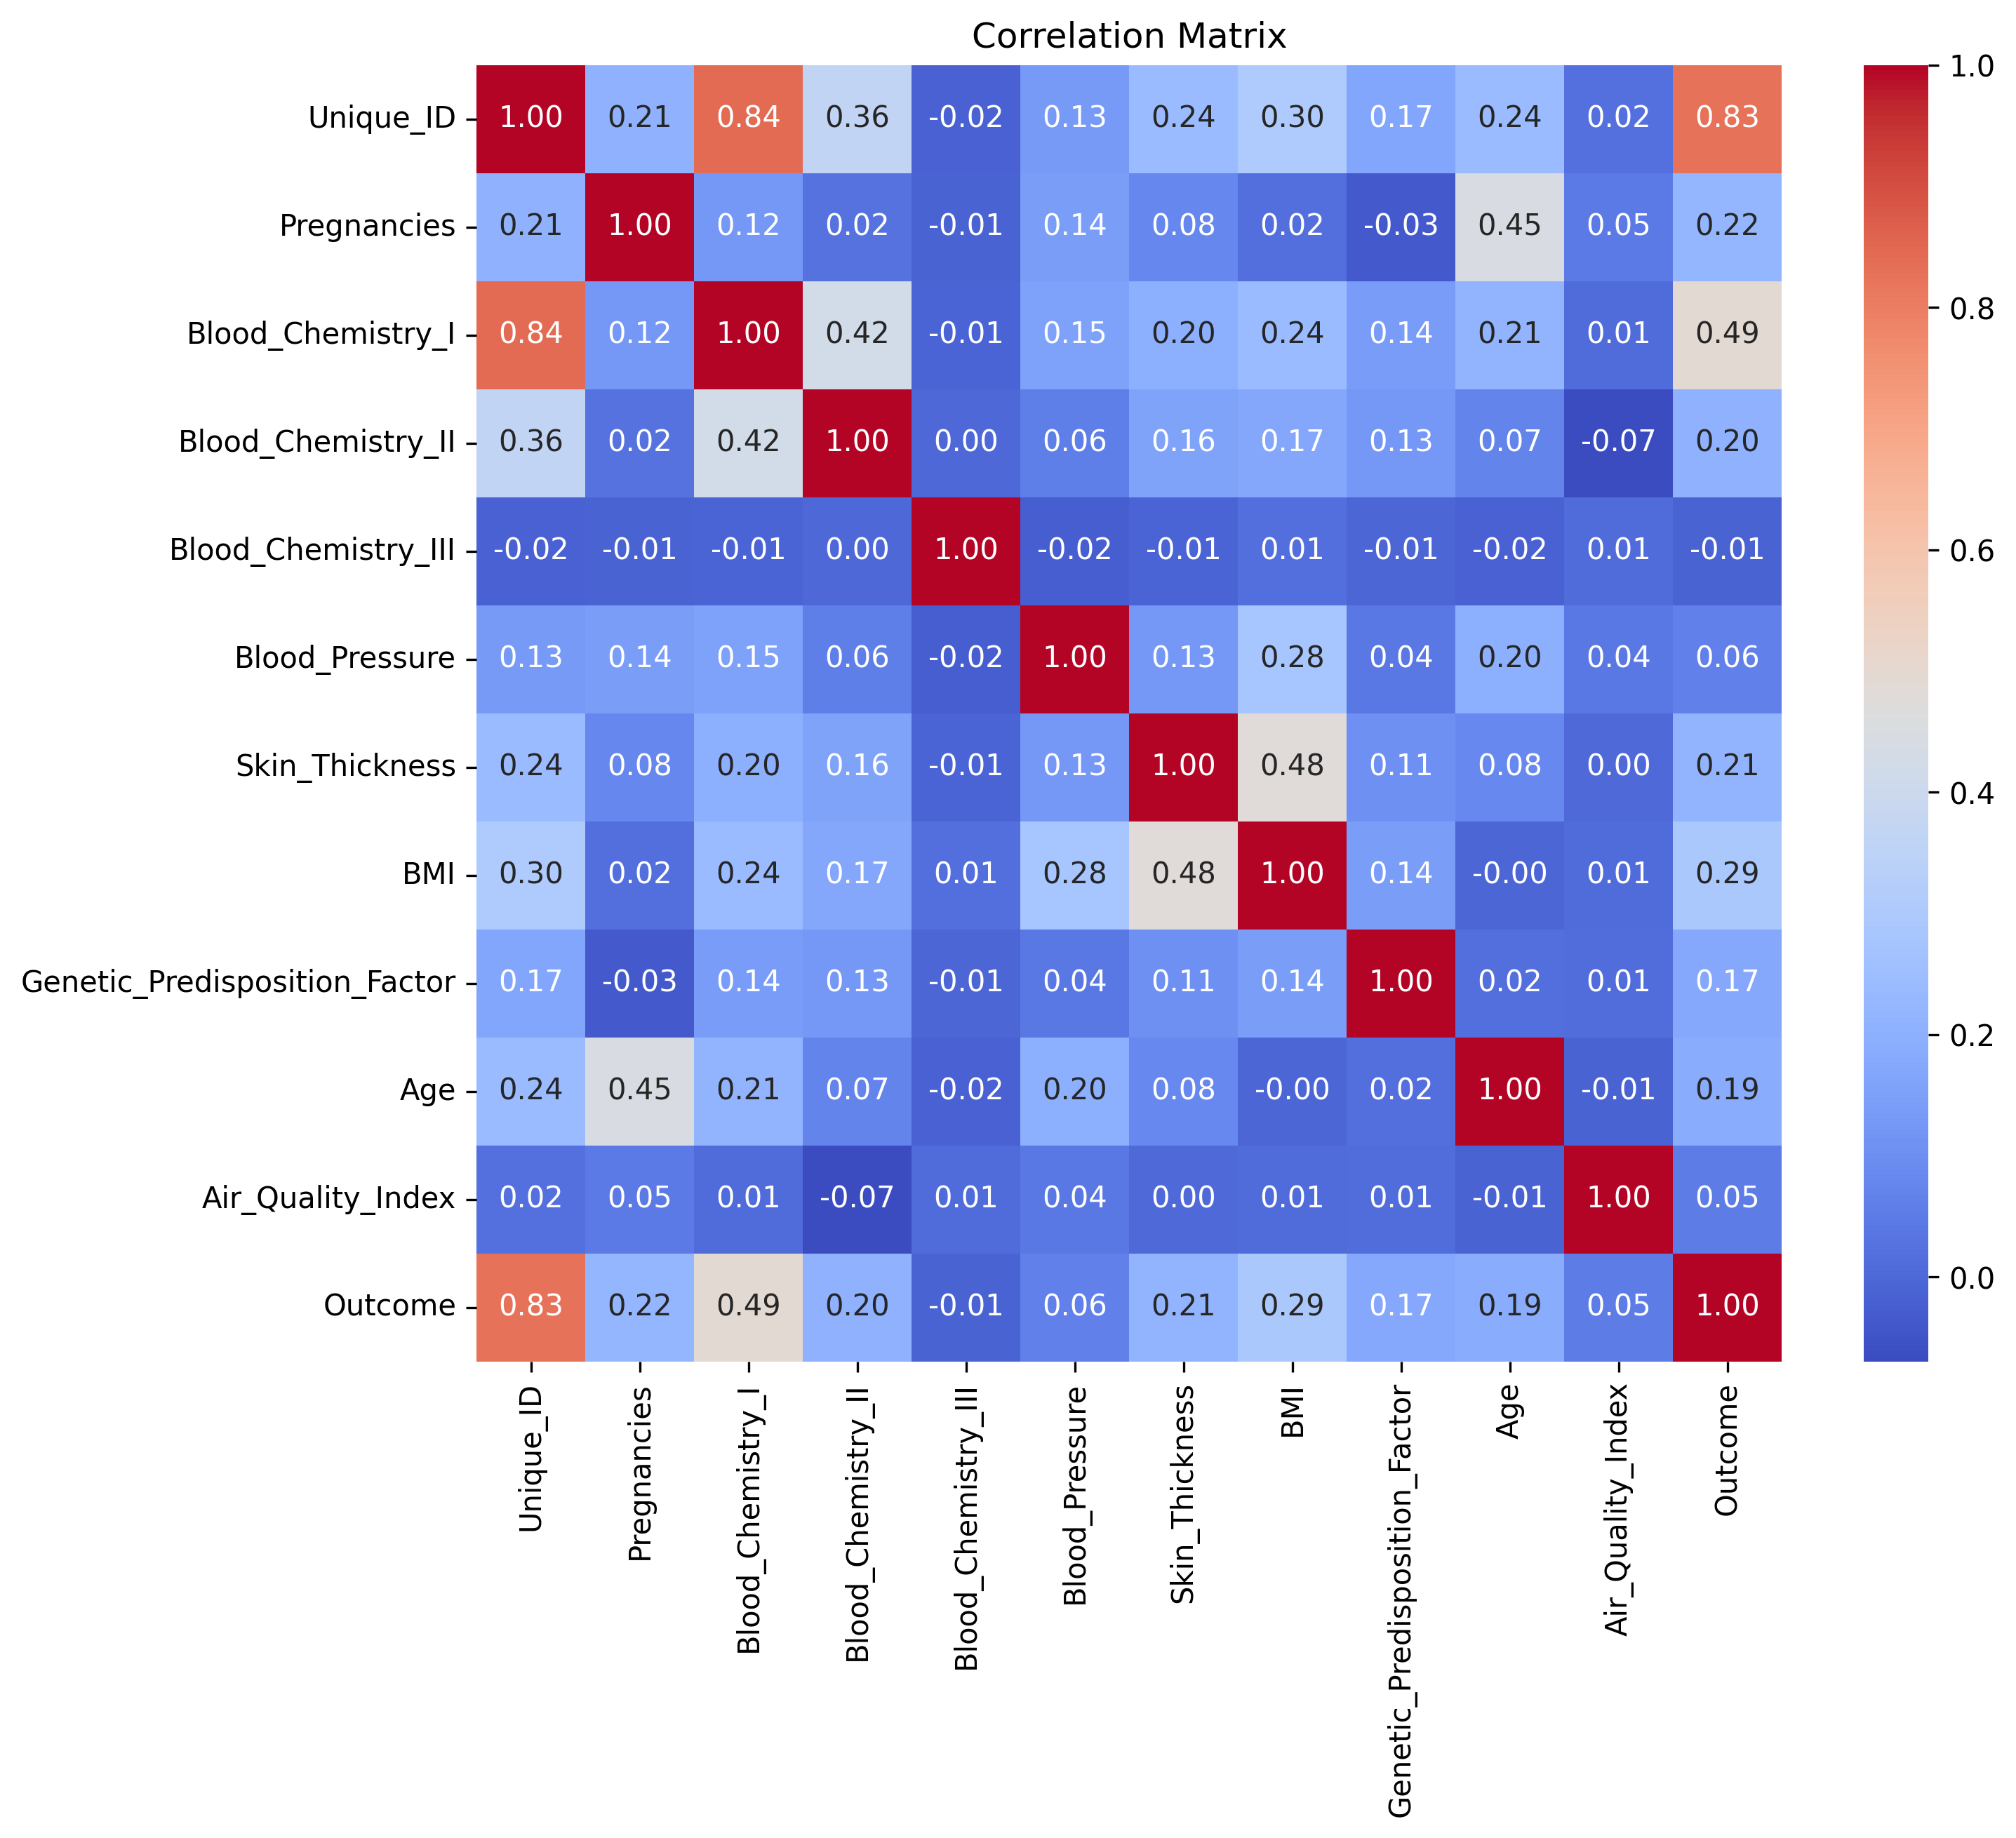 Correlation Matrix
Unique_ID 1.00 0.21 0.84 0.36 -0.02 0.13 0.24 0.30 0.17 0.24 0.02 0.83
Pregnancies 0.21 1.00 0.12 0.02 -0.01 0.14 0.08 0.02 -0.03 0.45 0.05 0.22
Blood_Chemistry_I 0.84 0.12 1.00 0.42 -0.01 0.15 0.20 0.24 0.14 0.21 0.01 0.49
Blood_Chemistry_II 0.36 0.02 0.42 1.00 0.00 0.06 0.16 0.17 0.13 0.07 -0.07 0.20
Blood_Chemistry_III -0.02 -0.01 -0.01 0.00 1.00 -0.02 -0.01 0.01 -0.01 -0.02 0.01 -0.01
Blood_Pressure 0.13 0.14 0.15 0.06 -0.02 1.00 0.13 0.28 0.04 0.20 0.04 0.06
Skin_Thickness 0.24 0.08 0.20 0.16 -0.01 0.13 1.00 0.48 0.11 0.08 0.00 0.21
BMI 0.30 0.02 0.24 0.17 0.01 0.28 0.48 1.00 0.14 -0.00 0.01 0.29
Genetic_Predisposition_Factor 0.17 -0.03 0.14 0.13 -0.01 0.04 0.11 0.14 1.00 0.02 0.01 0.17
Age 0.24 0.45 0.21 0.07 -0.02 0.20 0.08 -0.00 0.02 1.00 -0.01 0.19
Air_Quality_Index 0.02 0.05 0.01 -0.07 0.01 0.04 0.00 0.01 0.01 -0.01 1.00 0.05
Outcome 0.83 0.22 0.49 0.20 -0.01 0.06 0.21 0.29 0.17 0.19 0.05 1.00
Unique_ID
Pregnancies
Blood_Chemistry_I
Blood_Chemistry_II
Blood_Chemistry_III
Blood_Pressure
Skin_Thickness
BMI
Genetic_Predisposition_Factor
Age
Air_Quality_Index
Outcome
1.0
0.8
0.6
0.4
0.2
0.0